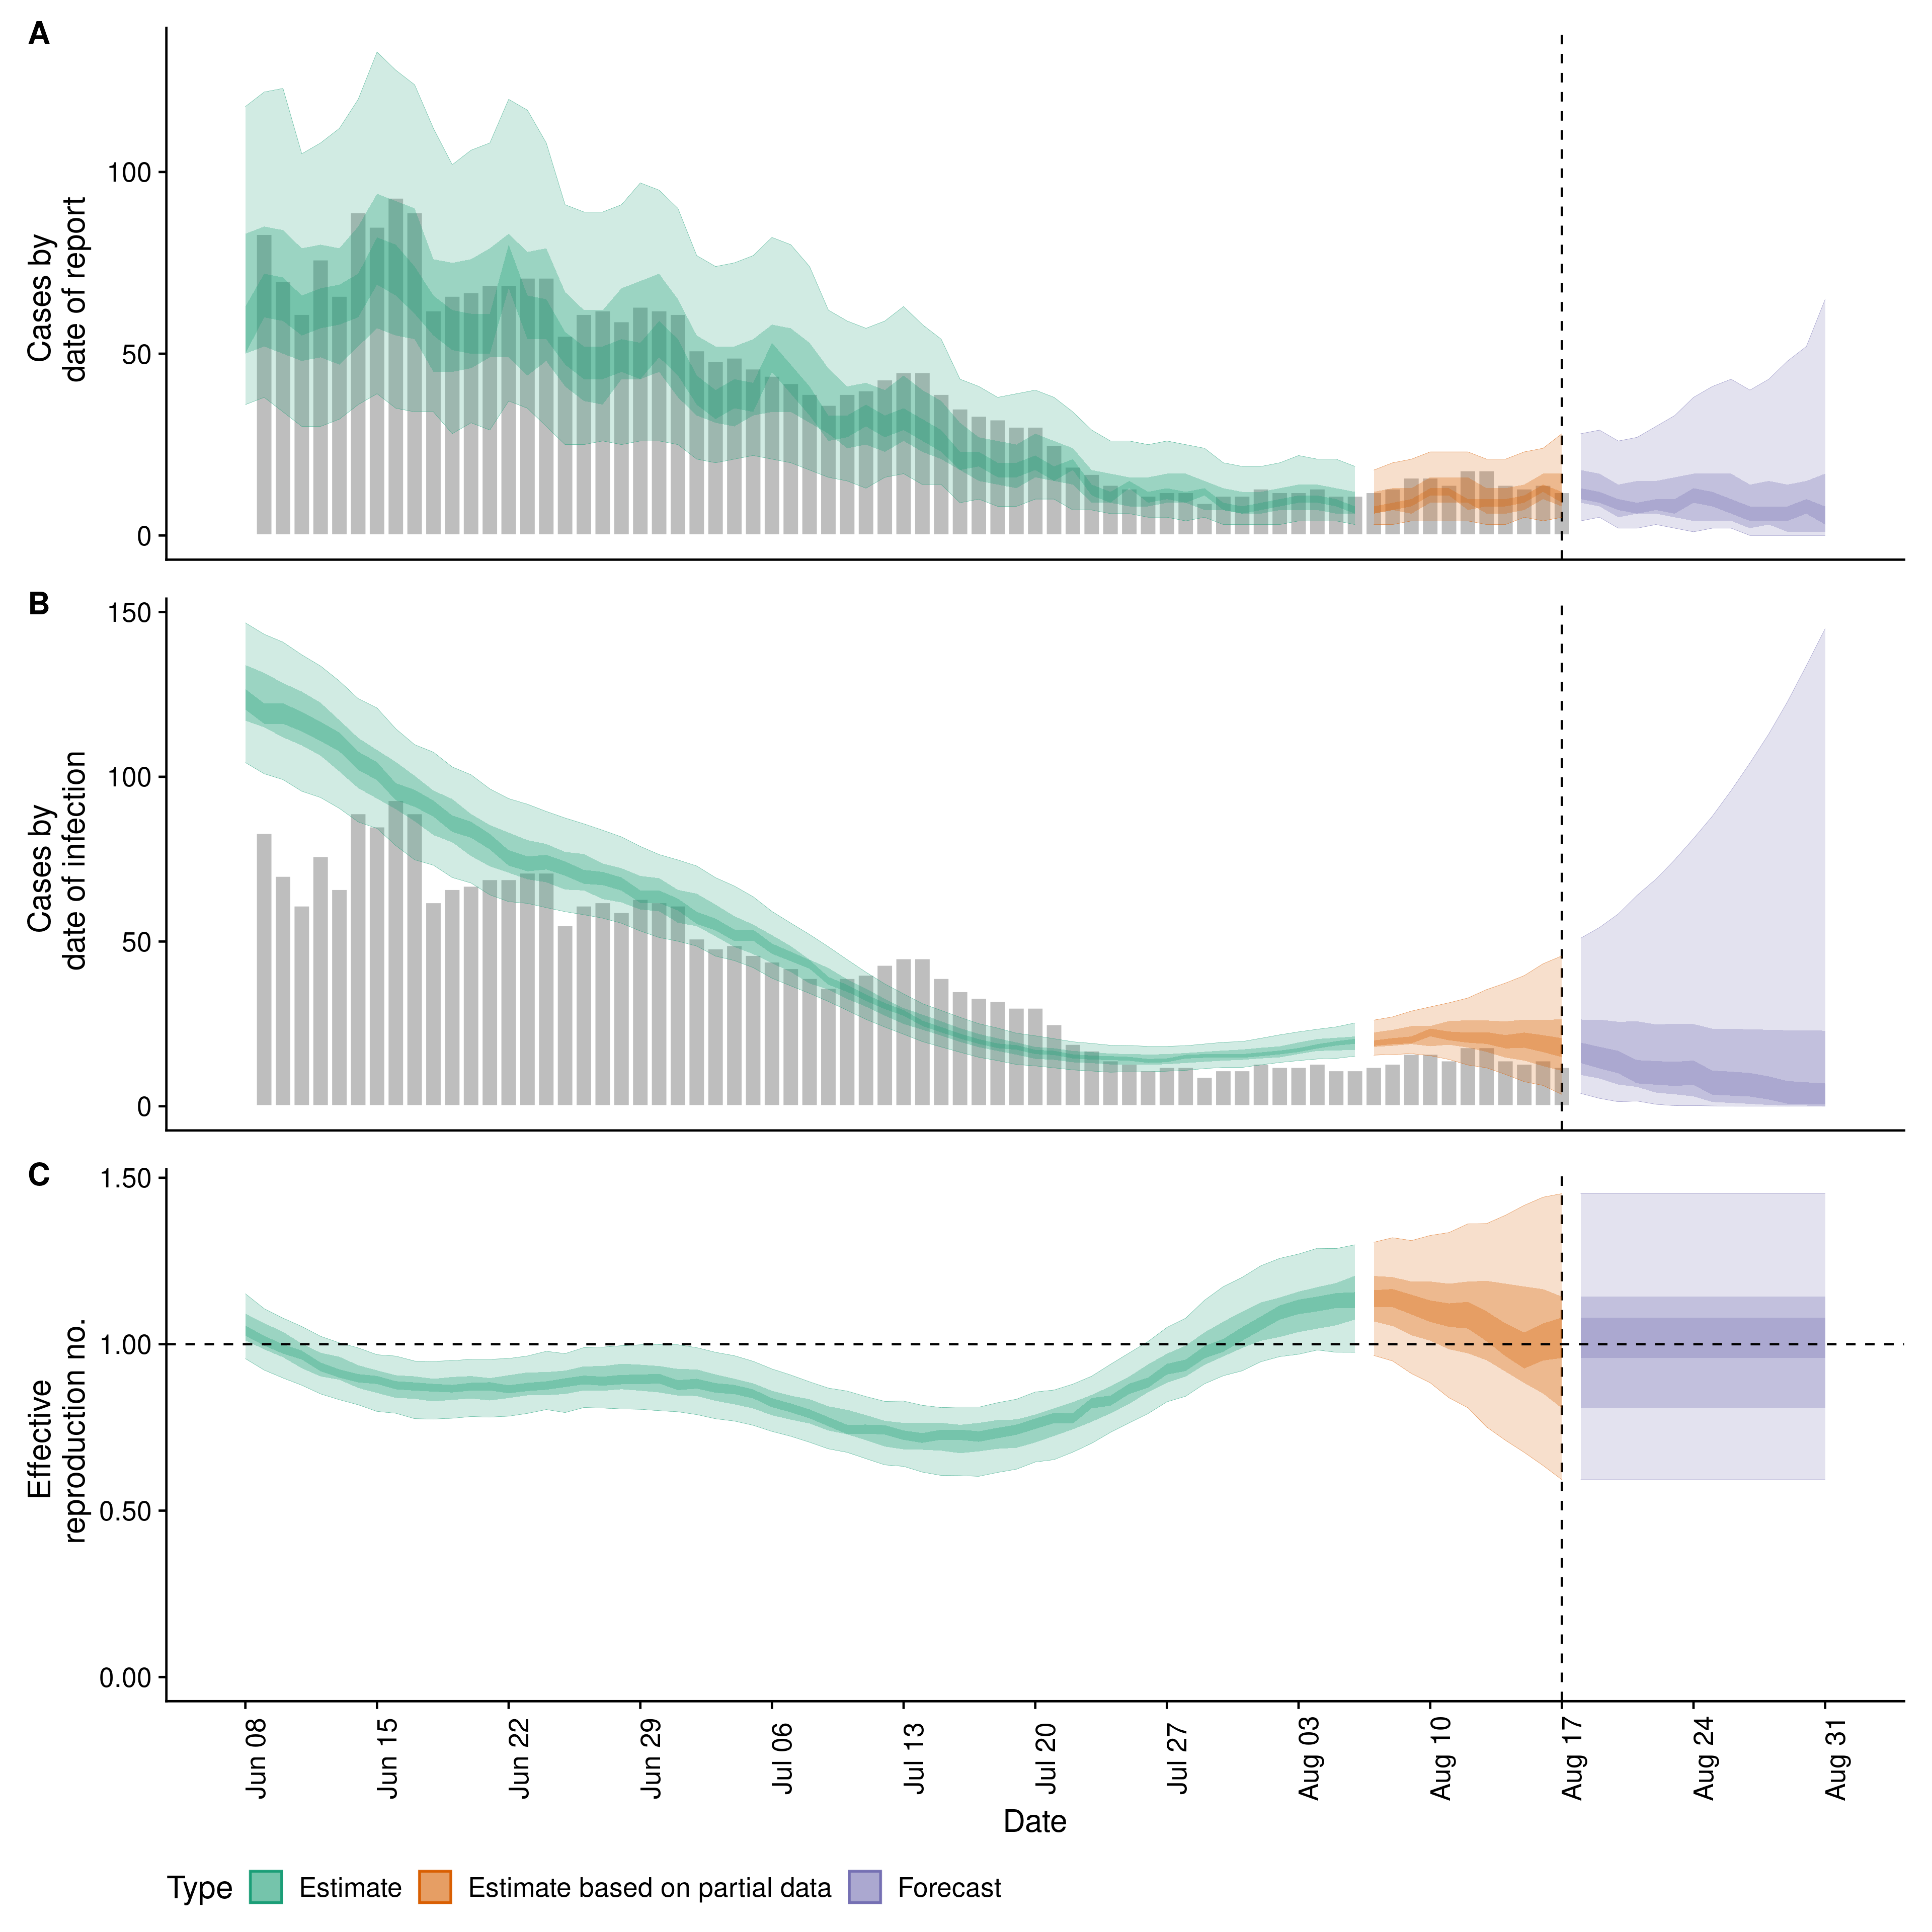 A
Cases by
date of report
100
50
0
B
Cases by
date of infection
150
100
50
0
C
Effective
reproduction no.
1.50
1.00
0.50
0.00
Jun 08
Jun 15
Jun 22
Jun 29
Jul 06
Jul 13
Jul 20
Jul 27
Aug 03
Aug 10
Aug 17
Aug 24
Aug 31
Date
Type Estimate Estimate based on partial data Forecast